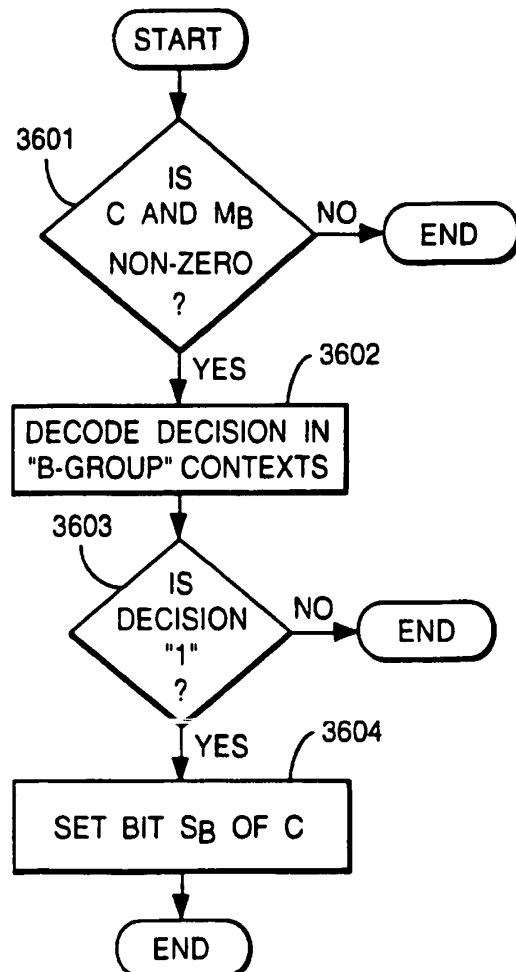 START
3601
IS
C AND MB
NON-ZERO
?
NO
END
YES
3602
DECODE DECISION IN
"B-GROUP" CONTEXTS
3603
IS
DECISION
"1"
?
NO
END
YES
3604
SET BIT SB OF C
END